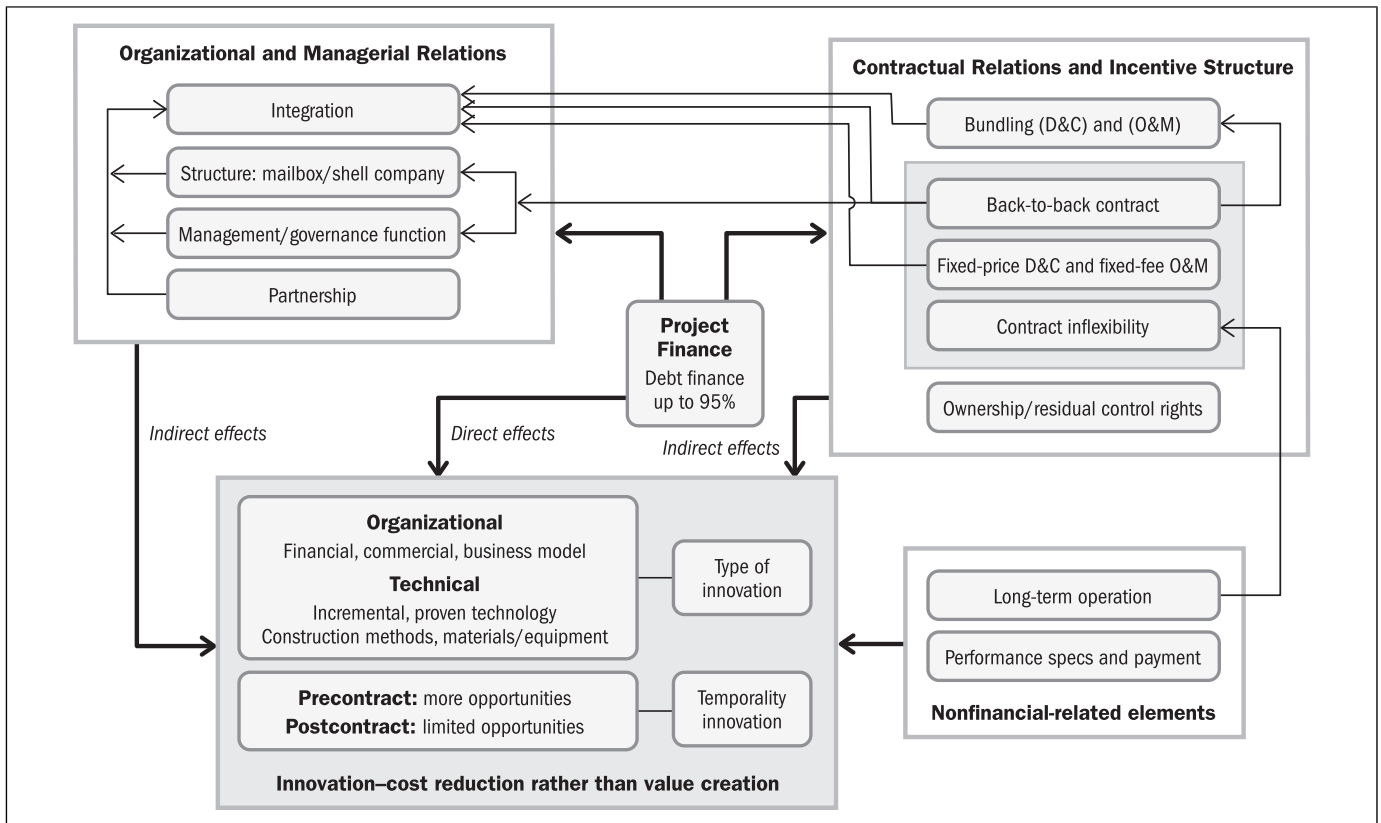 Organizational and Managerial Relations
Integration
Structure: mailbox/shell company
Management/governance function
Partnership
Contractual Relations and Incentive Structure
Bundling (D&C) and (O&M)
Back-to-back contract
Fixed-price D&C and fixed-fee O&M
Contract inflexibility
Ownership/residual control rights
Project
Finance
Debt finance
up to 95%
Indirect effects
Direct effects
Indirect effects
Organizational
Financial, commercial, business model
Technical
Incremental, proven technology
Construction methods, materials/equipment
Type of
innovation
Precontract: more opportunities
Postcontract: limited opportunities
Temporality
innovation
Innovation–cost reduction rather than value creation
Long-term operation
Performance specs and payment
Nonfinancial-related elements